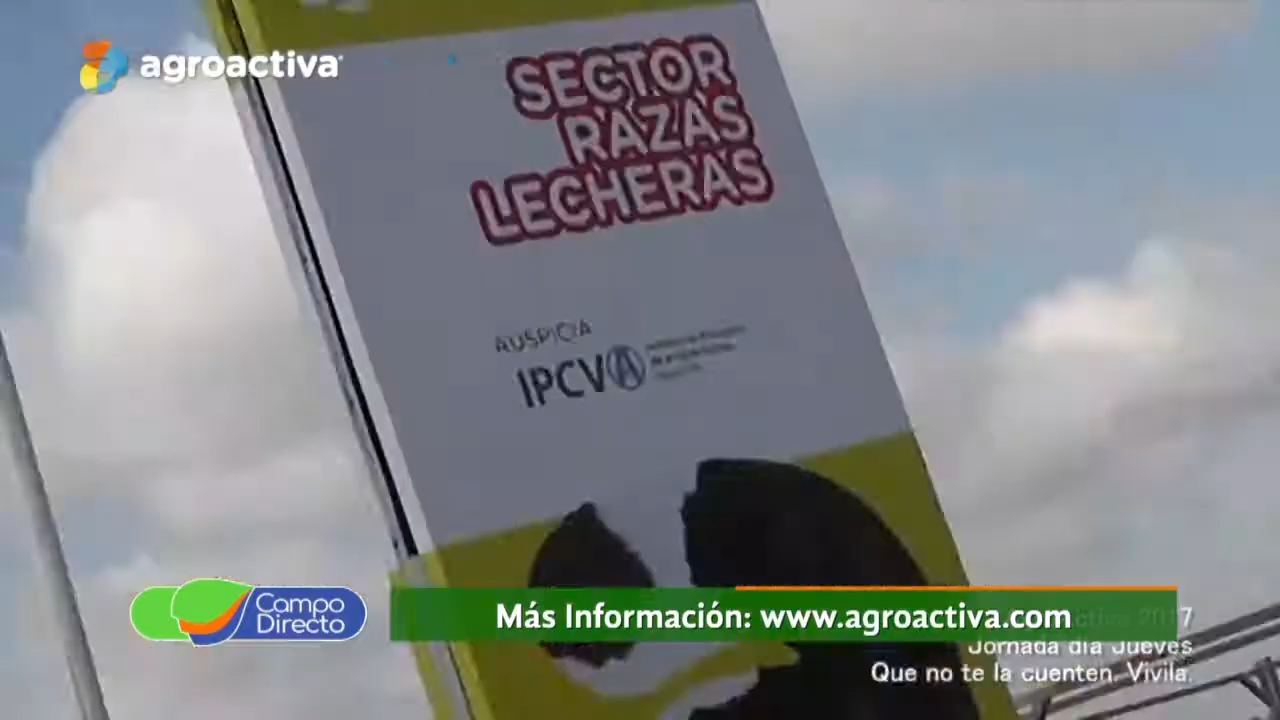 agroactiva
SECTOR
RAZAS
LECHERAS
AUSPICIA
IPCVA
Campo
Directo
Más Información: www.agroactiva.com
2017
Jornada día Jueves
Que no te la cuenten. Vivila.